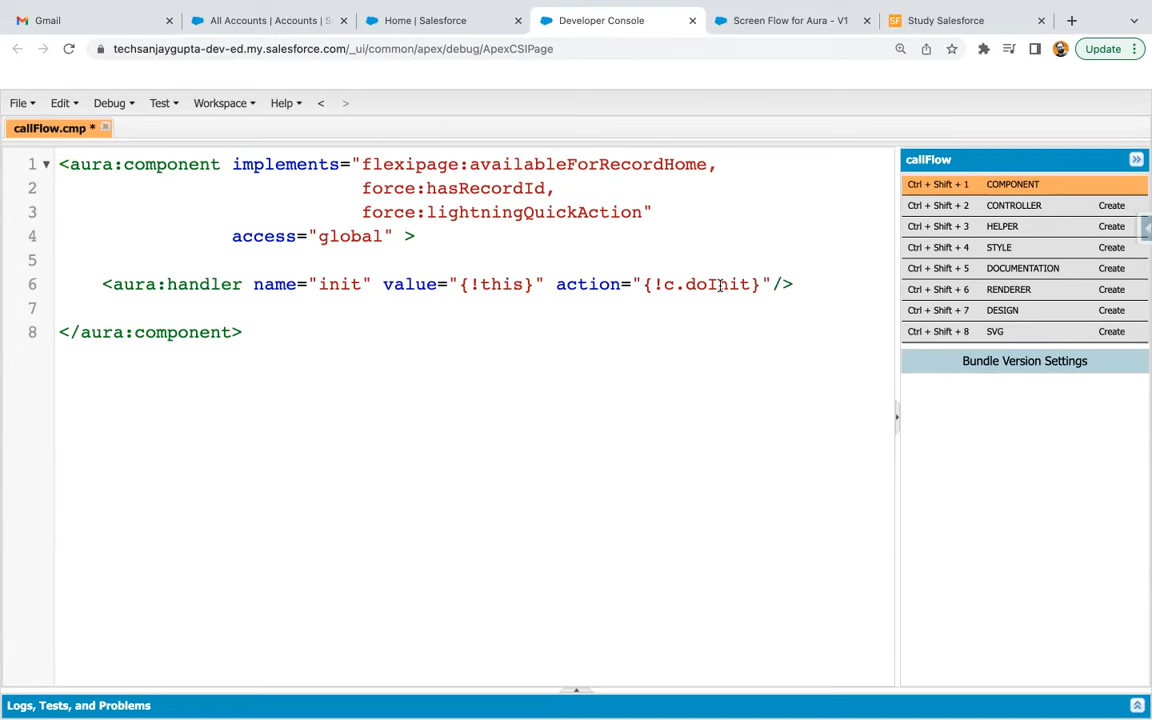 Gmail
All Accounts | Accounts | S
Home | Salesforce
Developer Console
Screen Flow for Aura - V1
SF Study Salesforce
techsanjaygupta-dev-ed.my.salesforce.com/_ui/common/apex/debug/ApexCSIPage
Update
File Edit Debug Test Workspace Help < >
callFlow.cmp *
1 <aura:component implements="flexipage:availableForRecordHome,
2 force:hasRecordId,
3 force:lightningQuickAction"
4 access="global" >
5
6 <aura:handler name="init" value="{!this}" action="{!c.doInit}"/>
7
8 </aura:component>
callFlow
Ctrl + Shift + 1 COMPONENT
Ctrl + Shift + 2 CONTROLLER Create
Ctrl + Shift + 3 HELPER Create
Ctrl + Shift + 4 STYLE Create
Ctrl + Shift + 5 DOCUMENTATION Create
Ctrl + Shift + 6 RENDERER Create
Ctrl + Shift + 7 DESIGN Create
Ctrl + Shift + 8 SVG Create
Bundle Version Settings
Logs, Tests, and Problems